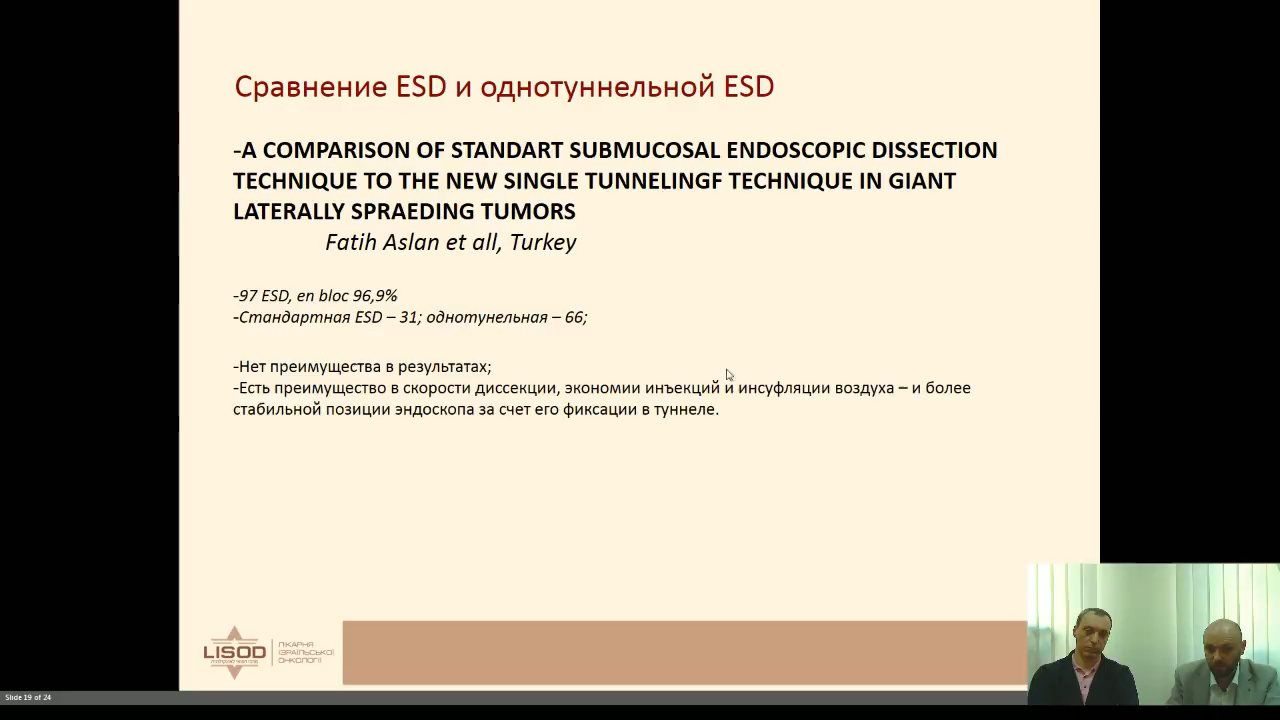 Сравнение ESD и однотуннельной ESD
-A COMPARISON OF STANDART SUBMUCOSAL ENDOSCOPIC DISSECTION
TECHNIQUE TO THE NEW SINGLE TUNNELINGF TECHNIQUE IN GIANT
LATERALLY SPRAEDING TUMORS
Fatih Aslan et all, Turkey
-97 ESD, en bloc 96,9%
-Стандартная ESD – 31; однотунельная – 66;
-Нет преимущества в результатах;
-Есть преимущество в скорости диссекции, экономии инъекций и инсуфляции воздуха – и более
стабильной позиции эндоскопа за счет его фиксации в туннеле.
LISOD
ЛІКАРНЯ
ІЗРАЇЛЬСЬКОЇ
ОНКОЛОГІЇ
Slide 19 of 24